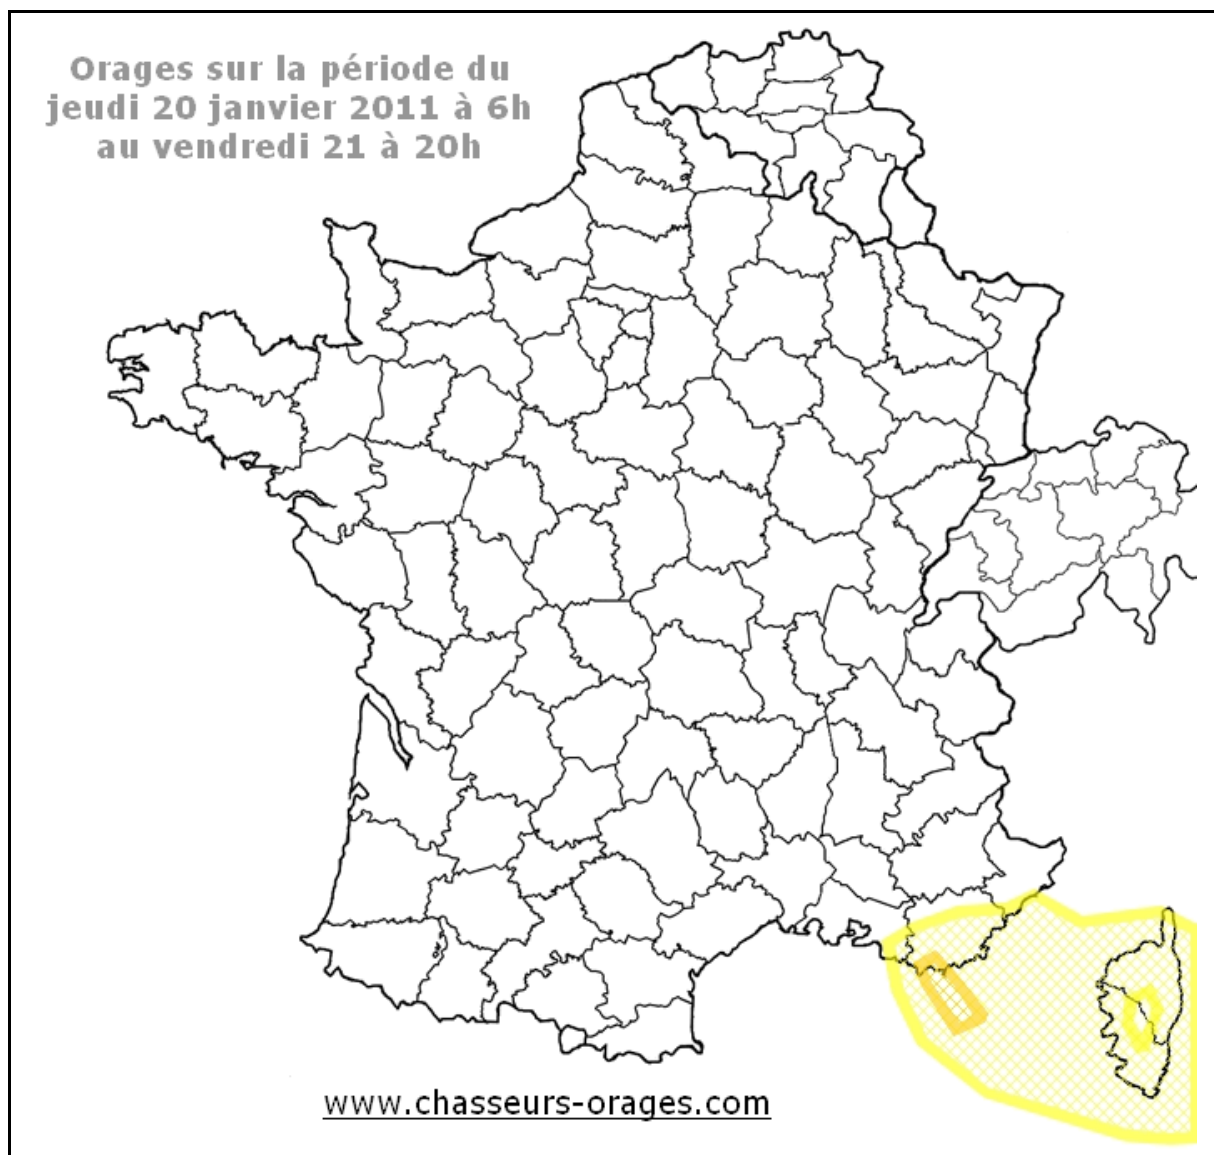 Orages sur la période du
jeudi 20 janvier 2011 à 6h
au vendredi 21 à 20h
www.chasseurs-orages.com